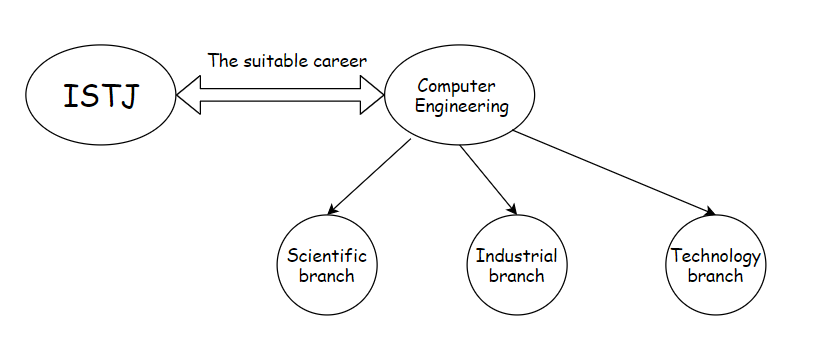 The suitable career
ISTJ
Computer
Engineering
Scientific
branch
Industrial
branch
Technology
branch